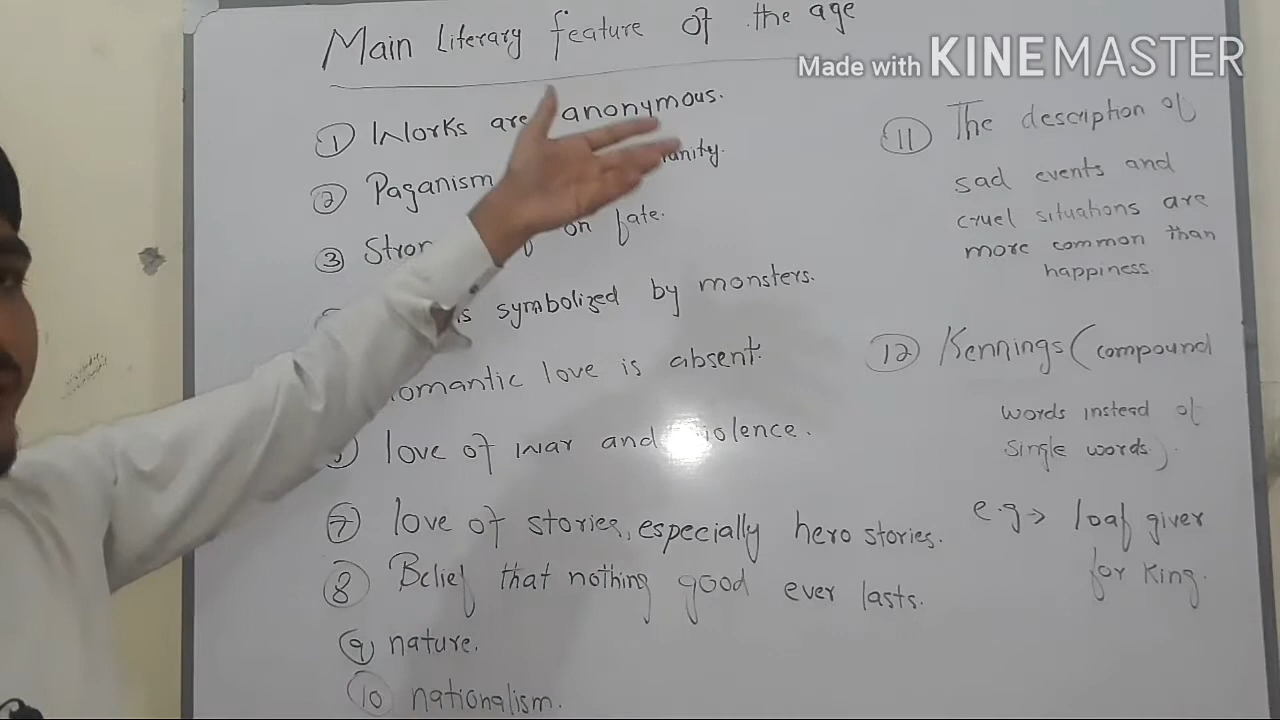 Main Literary feature of the age
Made with KINEMASTER
① Works are anonymous.
② Paganism
③ on fate.
is symbolized by monsters.
romantic love is absent.
love of war and violence.
⑦ love of stories, especially hero stories.
⑧ Belief that nothing good ever lasts.
⑨ nature.
⑩ nationalism.
⑪ The description of
sad events and
cruel situations are
more common than
happiness.
⑫ Kennings (compound
words instead of
single words).
e.g → loaf giver
for King.